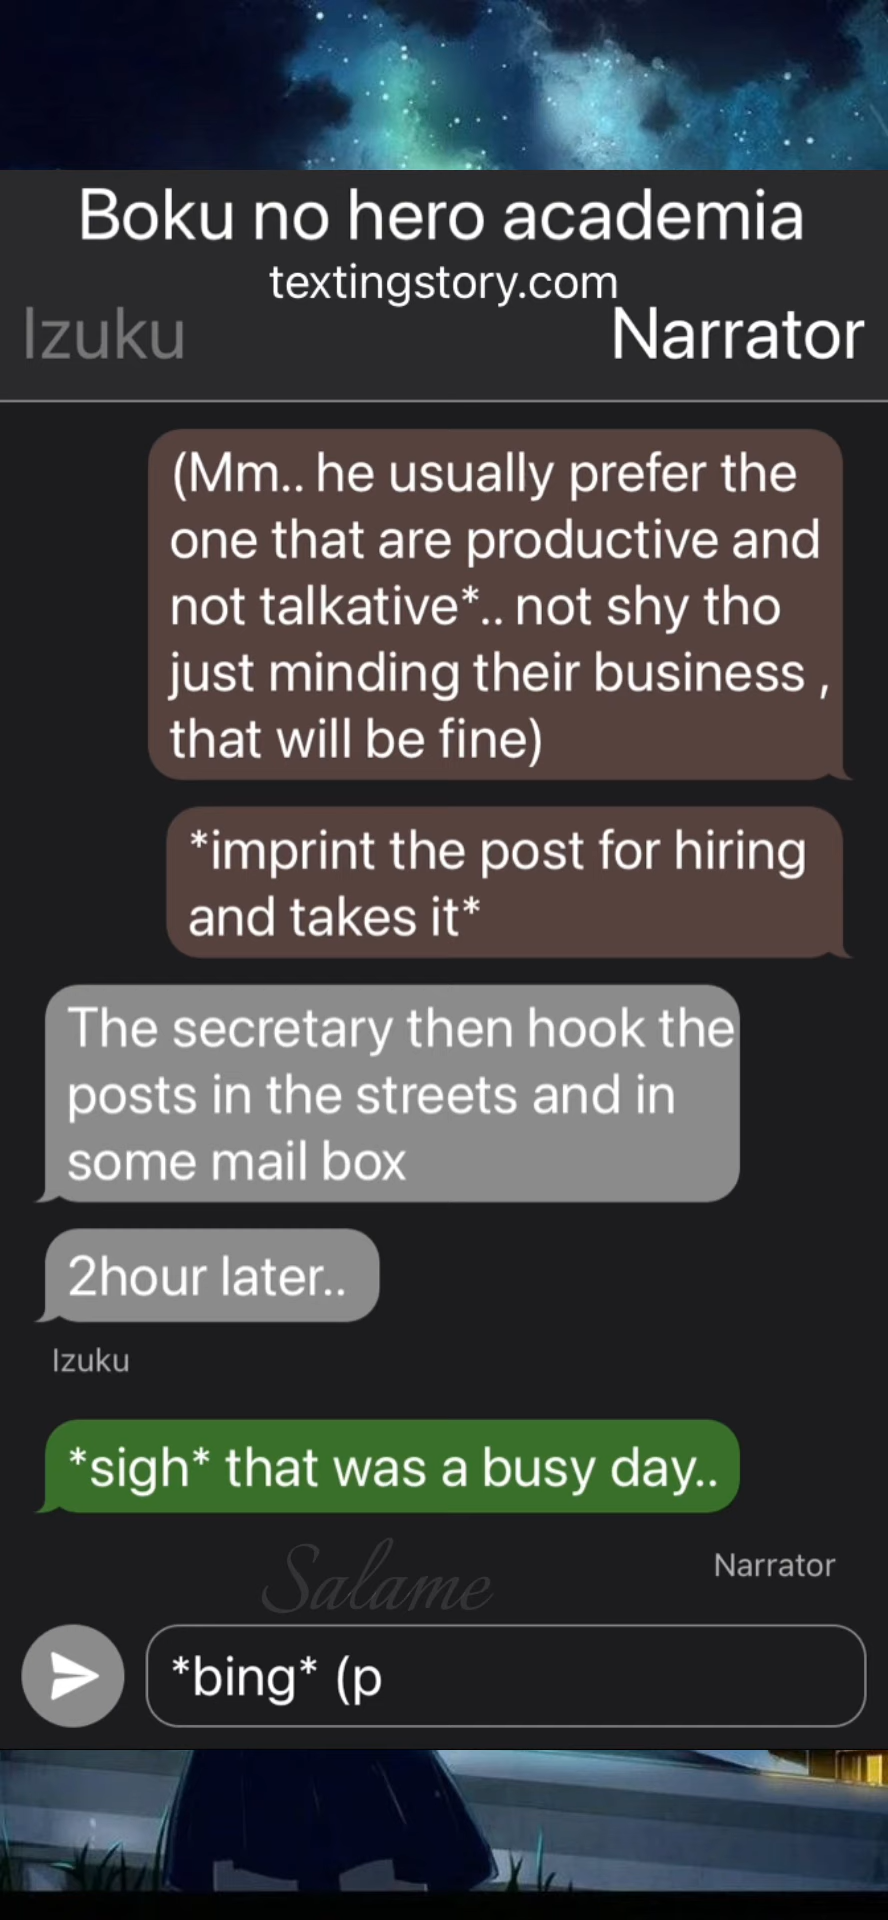 Boku no hero academia
textingstory.com
Izuku
Narrator
(Mm.. he usually prefer the
one that are productive and
not talkative*.. not shy tho
just minding their business ,
that will be fine)
*imprint the post for hiring
and takes it*
The secretary then hook the
posts in the streets and in
some mail box
2hour later..
Izuku
*sigh* that was a busy day..
Salame
Narrator
*bing* (p